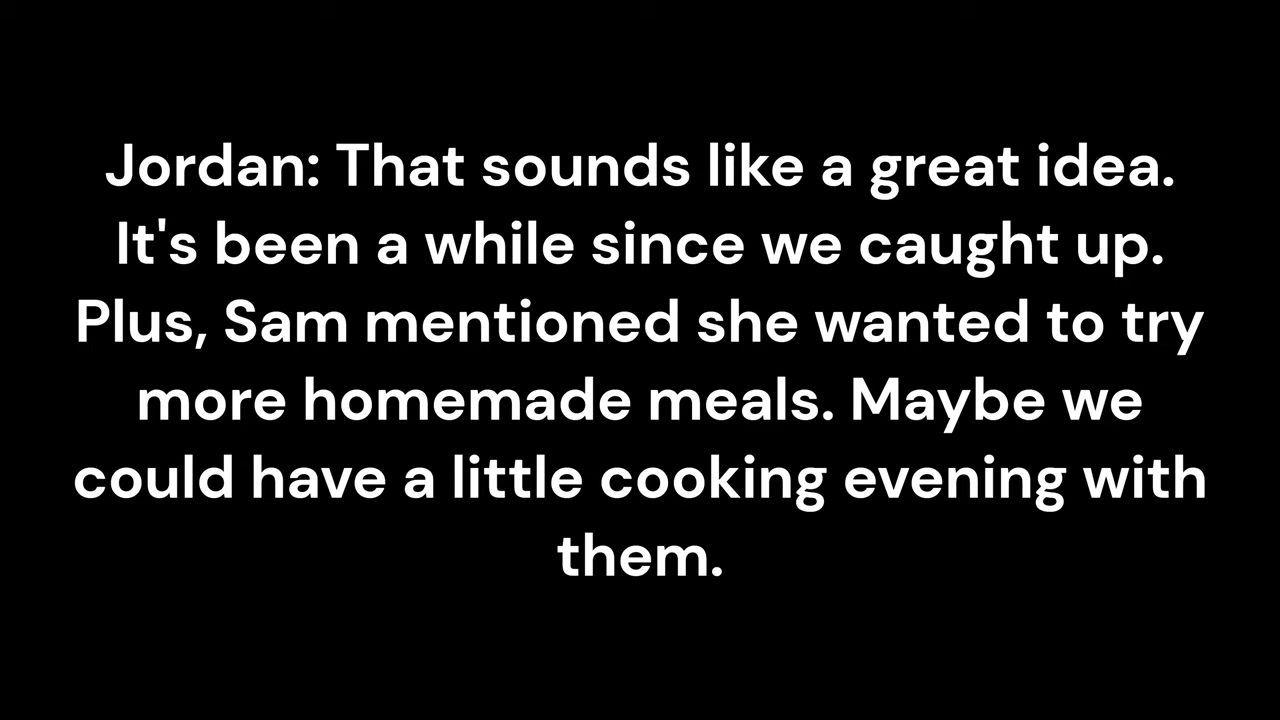 Jordan: That sounds like a great idea.
It's been a while since we caught up.
Plus, Sam mentioned she wanted to try
more homemade meals. Maybe we
could have a little cooking evening with
them.